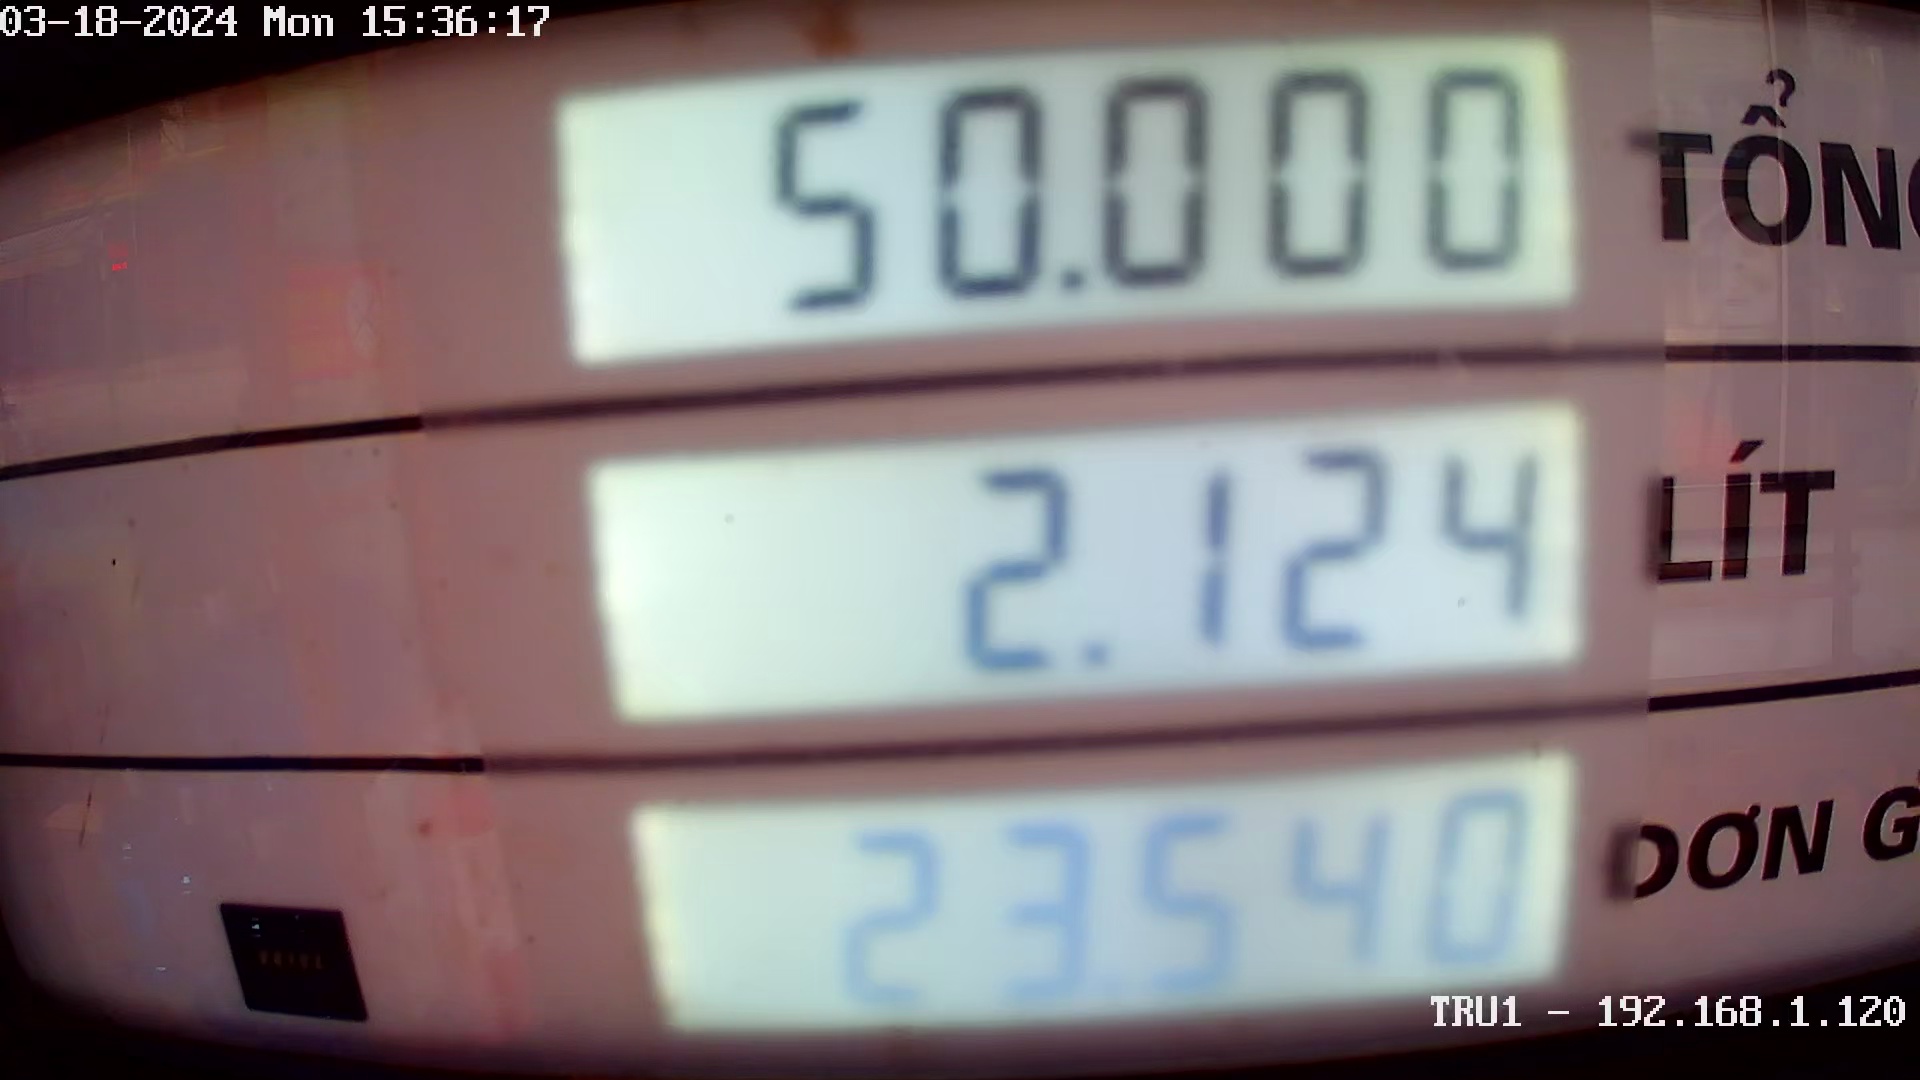 03-18-2024 Mon 15:36:17
50.000
TỔNG
2.124
LÍT
23.540
ĐƠN G
TRU1 - 192.168.1.120